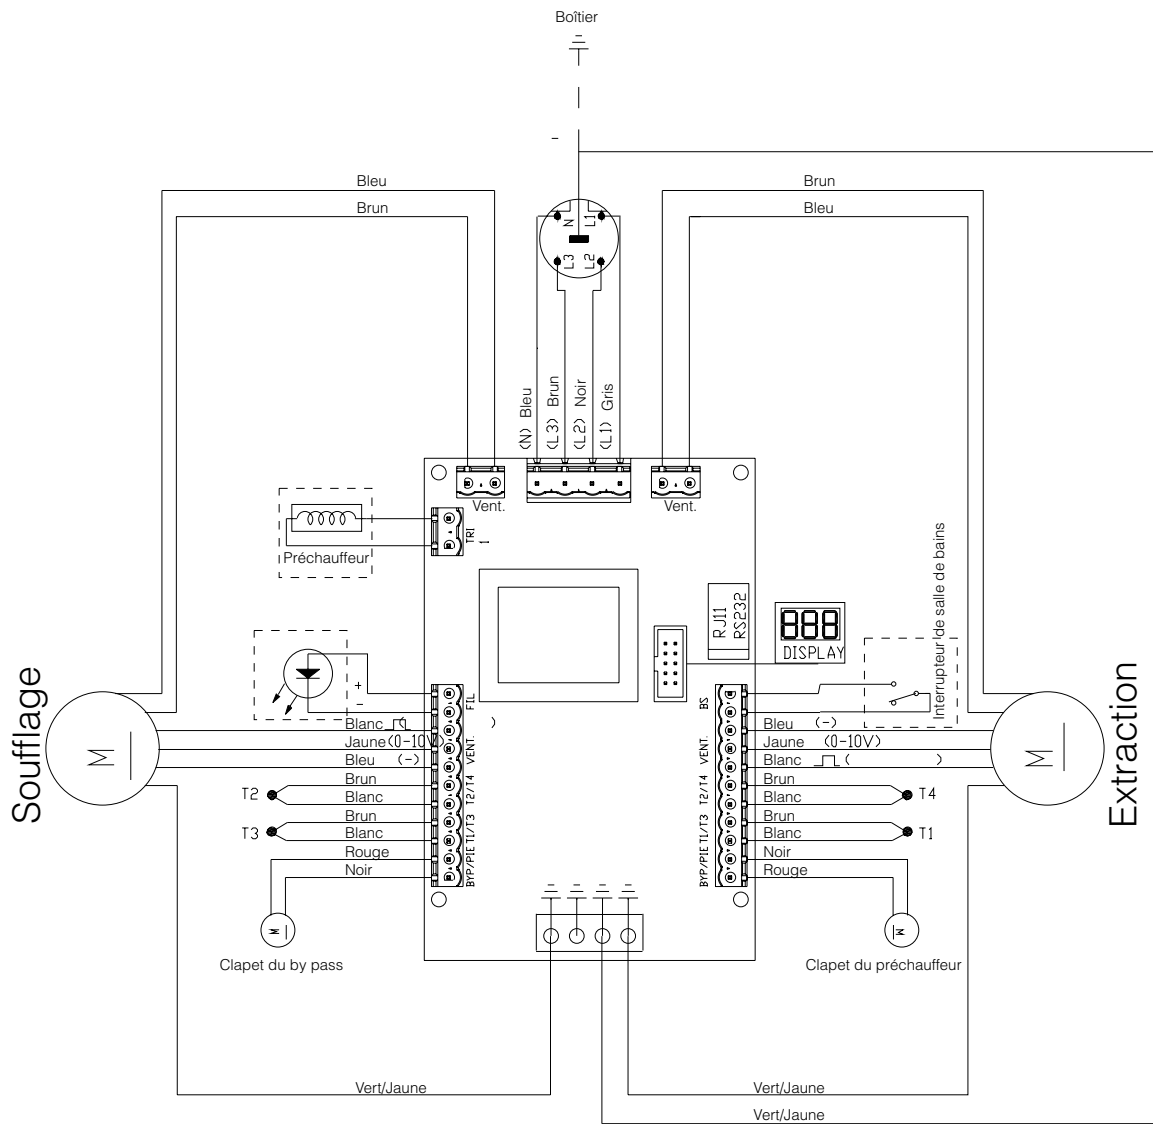 Boîtier
Bleu
Brun
Brun
Bleu
N
L1
L3
L2
(N) Bleu
(L3) Brun
(L2) Noir
(L1) Gris
Vent.
Vent.
Préchauffeur
TRI
1
RJ11
RS232
888
DISPLAY
Interrupteur de salle de bains
Soufflage
M
+
-
FIL
Blanc ( )
Jaune (0-10V)
Bleu (-)
VENT.
Brun
Blanc
T2/T4
Brun
Blanc
T1/T3
Rouge
Noir
BYP/PIE
T2
T3
M
Clapet du by pass
BS
Bleu (-)
Jaune (0-10V)
Blanc ( )
VENT.
Brun
Blanc
T2/T4
Brun
Blanc
T1/T3
Noir
Rouge
BYP/PIE
T4
T1
M
Clapet du préchauffeur
M
Extraction
Vert/Jaune
Vert/Jaune
Vert/Jaune